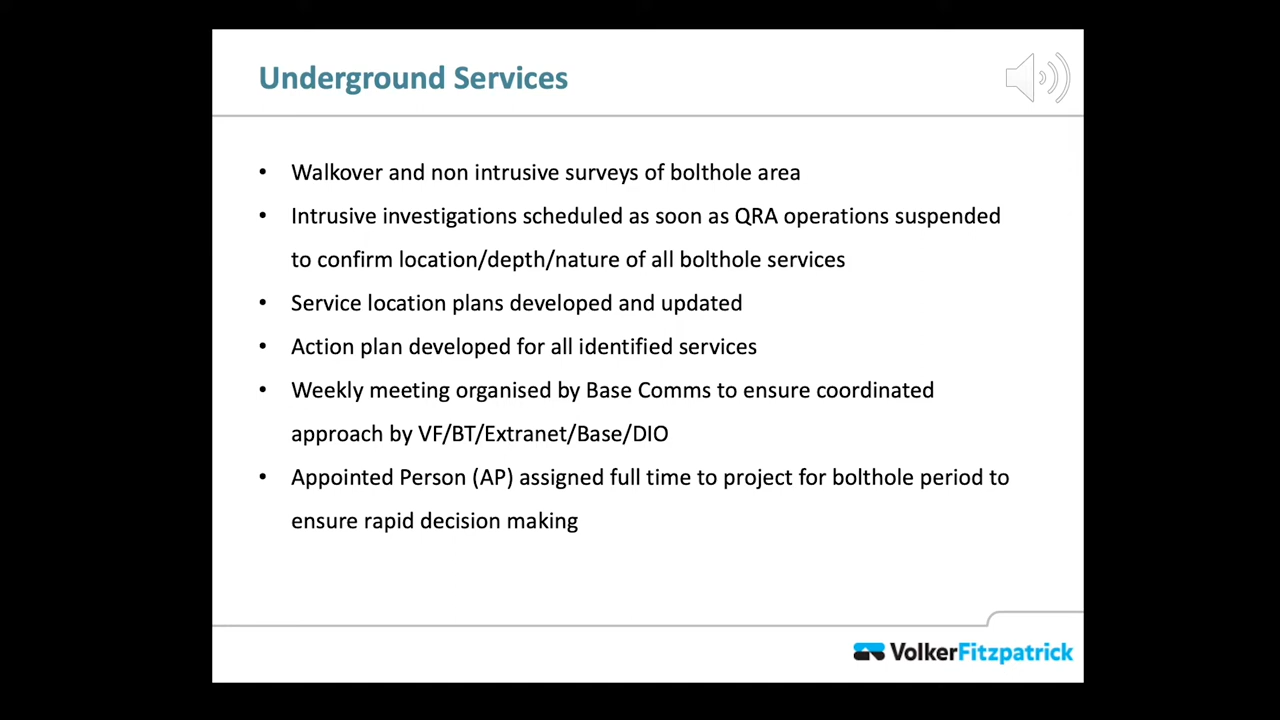 Underground Services
• Walkover and non intrusive surveys of bolthole area
• Intrusive investigations scheduled as soon as QRA operations suspended
to confirm location/depth/nature of all bolthole services
• Service location plans developed and updated
• Action plan developed for all identified services
• Weekly meeting organised by Base Comms to ensure coordinated
approach by VF/BT/Extranet/Base/DIO
• Appointed Person (AP) assigned full time to project for bolthole period to
ensure rapid decision making
VolkerFitzpatrick